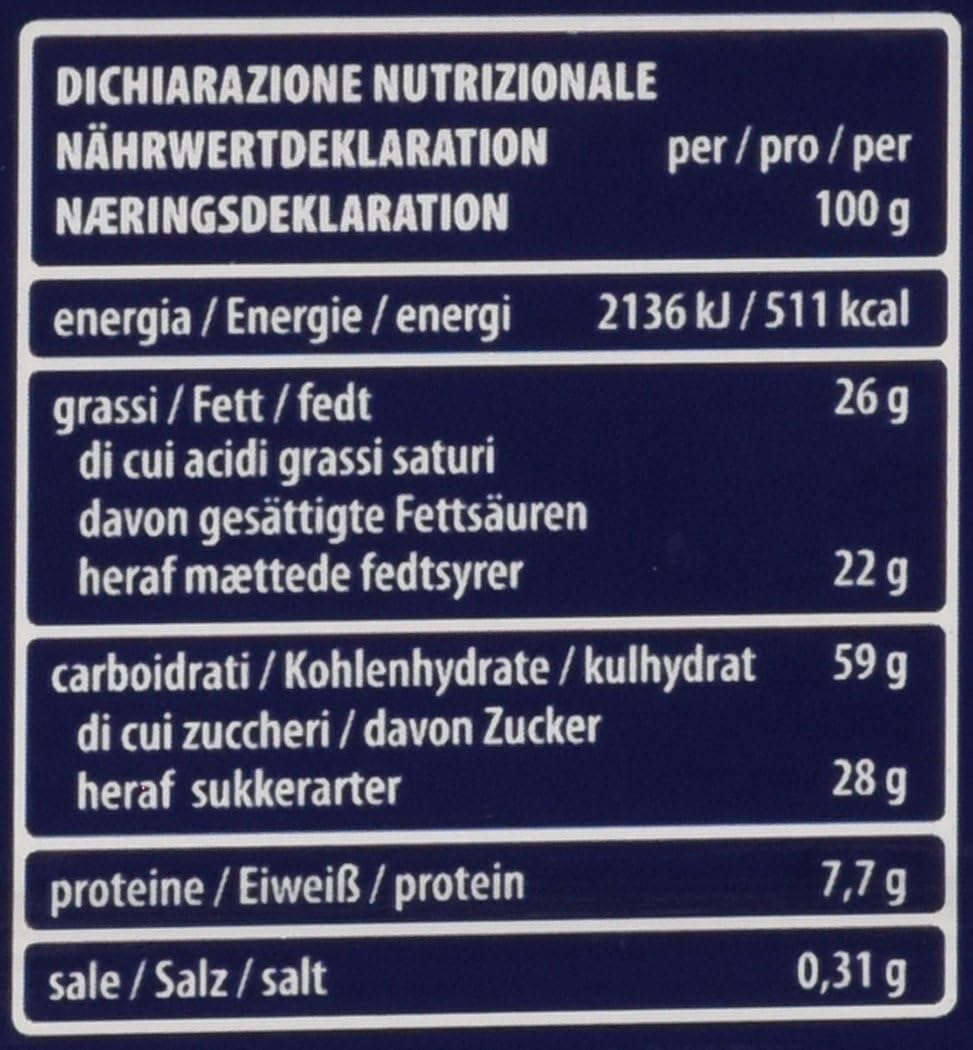 DICHIARAZIONE NUTRIZIONALE
NÄHRWERTDEKLARATION per / pro / per
NÆRINGSDEKLARATION 100 g
energia / Energie / energi 2136 kJ / 511 kcal
grassi / Fett / fedt 26 g
di cui acidi grassi saturi
davon gesättigte Fettsäuren
heraf mættede fedtsyrer 22 g
carboidrati / Kohlenhydrate / kulhydrat 59 g
di cui zuccheri / davon Zucker
heraf sukkerarter 28 g
proteine / Eiweiß / protein 7,7 g
sale / Salz / salt 0,31 g